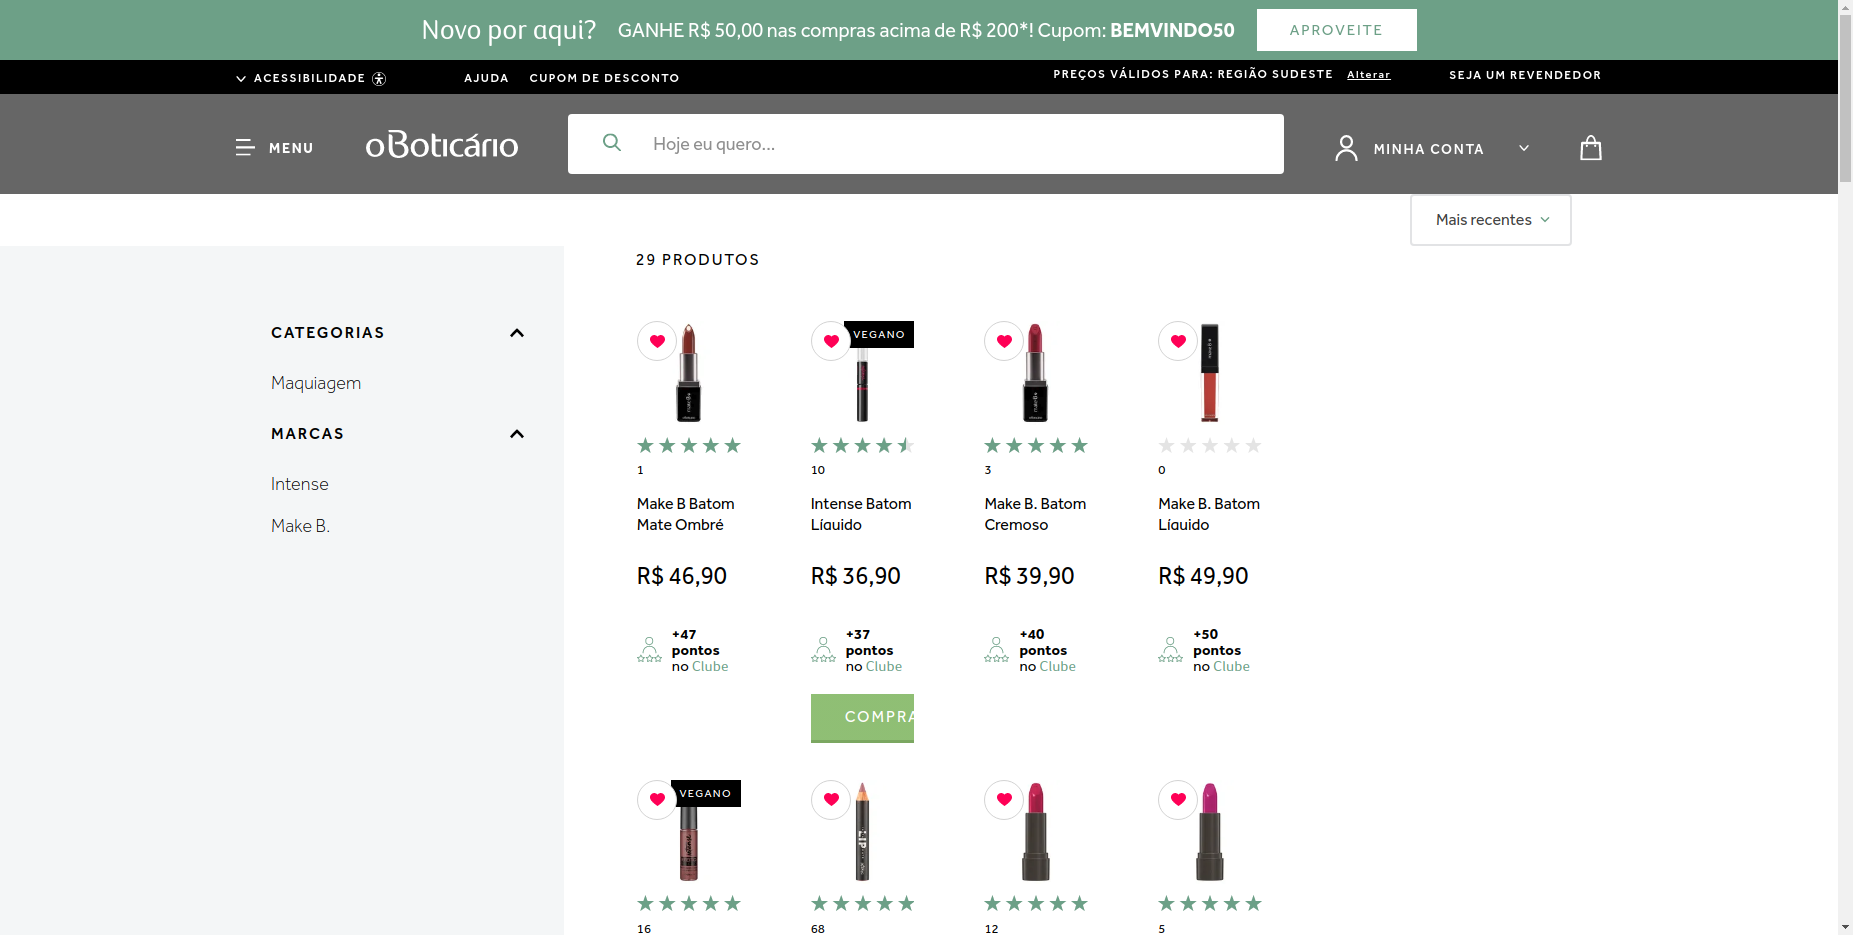 Novo por aqui? GANHE R$ 50,00 nas compras acima de R$ 200*! Cupom: BEMVINDO50 APROVEITE
ACESSIBILIDADE AJUDA CUPOM DE DESCONTO PREÇOS VÁLIDOS PARA: REGIÃO SUDESTE Alterar SEJA UM REVENDEDOR
MENU oBoticário Hoje eu quero... MINHA CONTA
Mais recentes
29 PRODUTOS
CATEGORIAS
Maquiagem
MARCAS
Intense
Make B.
VEGANO
1 10 3 0
Make B Batom Intense Batom Make B. Batom Make B. Batom
Mate Ombré Líquido Cremoso Líquido
R$ 46,90 R$ 36,90 R$ 39,90 R$ 49,90
+47 +37 +40 +50
pontos pontos pontos pontos
no Clube no Clube no Clube no Clube
COMPRA
VEGANO
16 68 12 5